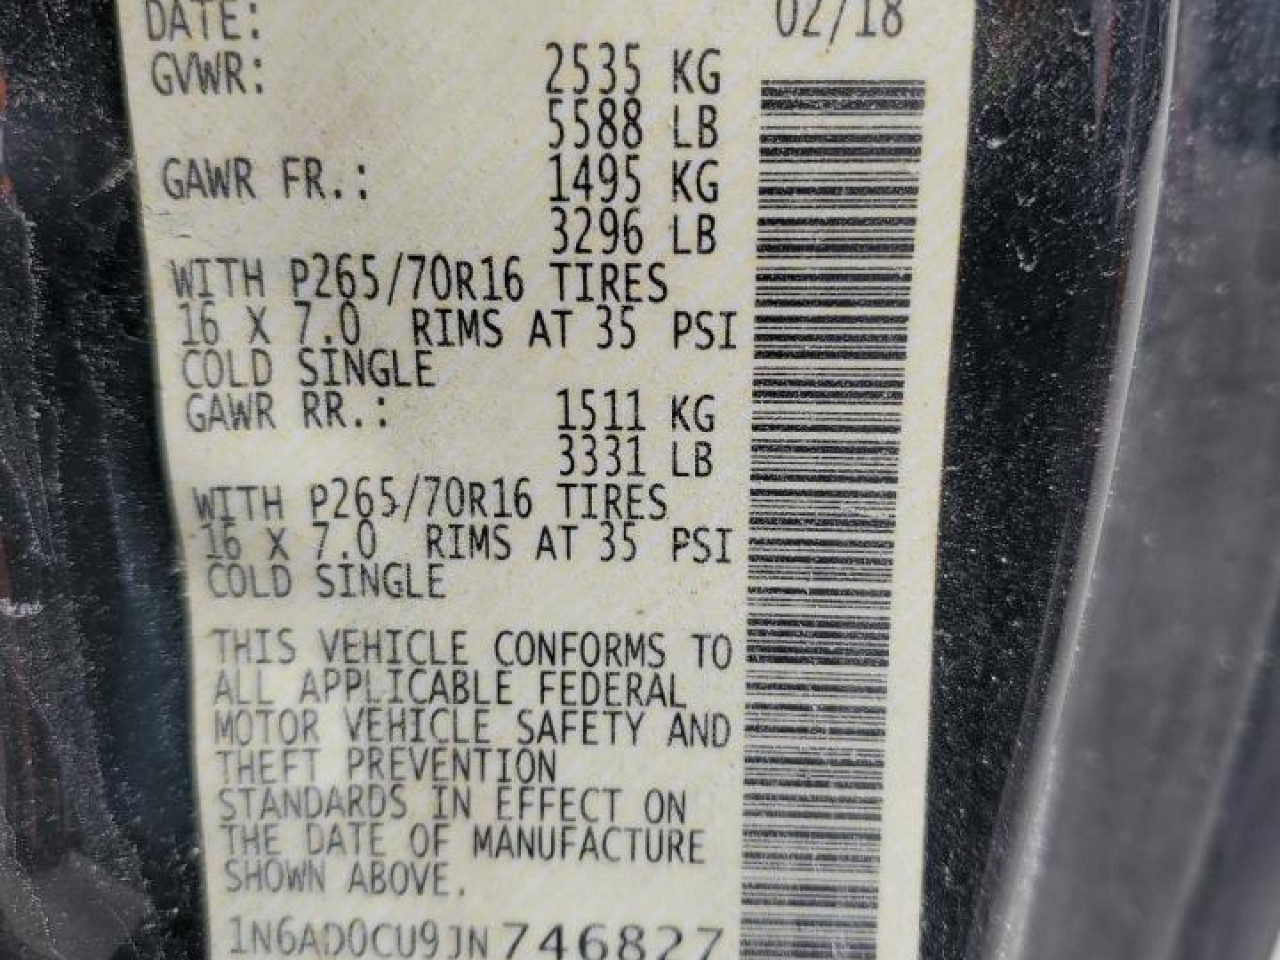 DATE: 02/18
GVWR: 2535 KG
5588 LB
GAWR FR.: 1495 KG
3296 LB
WITH P265/70R16 TIRES
16 X 7.0 RIMS AT 35 PSI
COLD SINGLE
GAWR RR.: 1511 KG
3331 LB
WITH P265/70R16 TIRES
16 X 7.0 RIMS AT 35 PSI
COLD SINGLE
THIS VEHICLE CONFORMS TO
ALL APPLICABLE FEDERAL
MOTOR VEHICLE SAFETY AND
THEFT PREVENTION
STANDARDS IN EFFECT ON
THE DATE OF MANUFACTURE
SHOWN ABOVE.
1N6AD0CU9JN746827